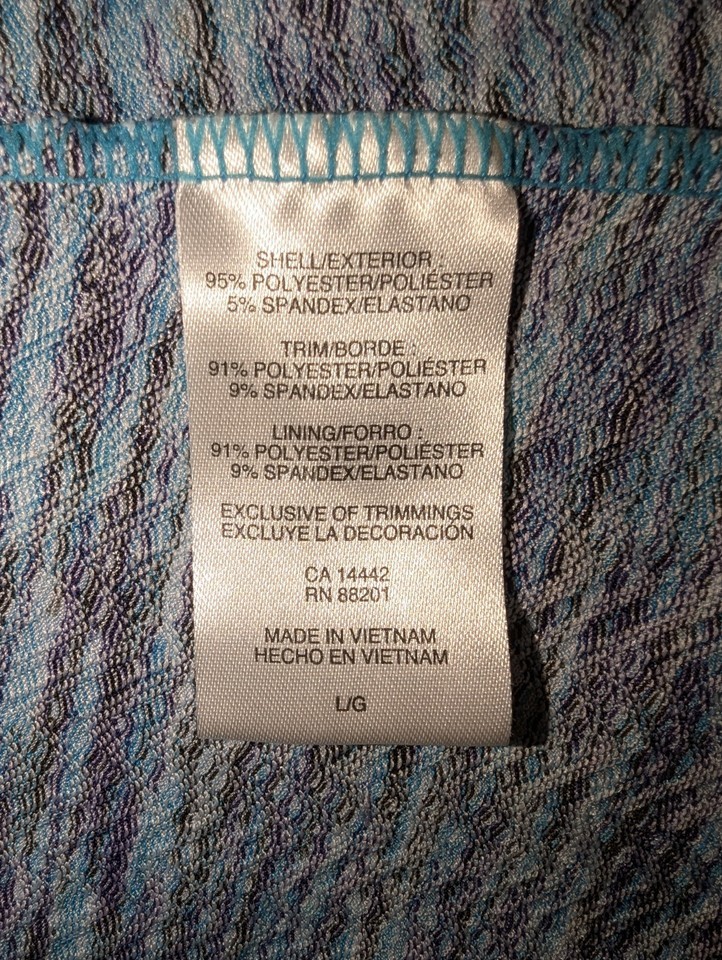 SHELL/EXTERIOR :
95% POLYESTER/POLIÉSTER
5% SPANDEX/ELASTANO
TRIM/BORDE :
91% POLYESTER/POLIÉSTER
9% SPANDEX/ELASTANO
LINING/FORRO :
91% POLYESTER/POLIÉSTER
9% SPANDEX/ELASTANO
EXCLUSIVE OF TRIMMINGS
EXCLUYE LA DECORACIÓN
CA 14442
RN 88201
MADE IN VIETNAM
HECHO EN VIETNAM
L/G